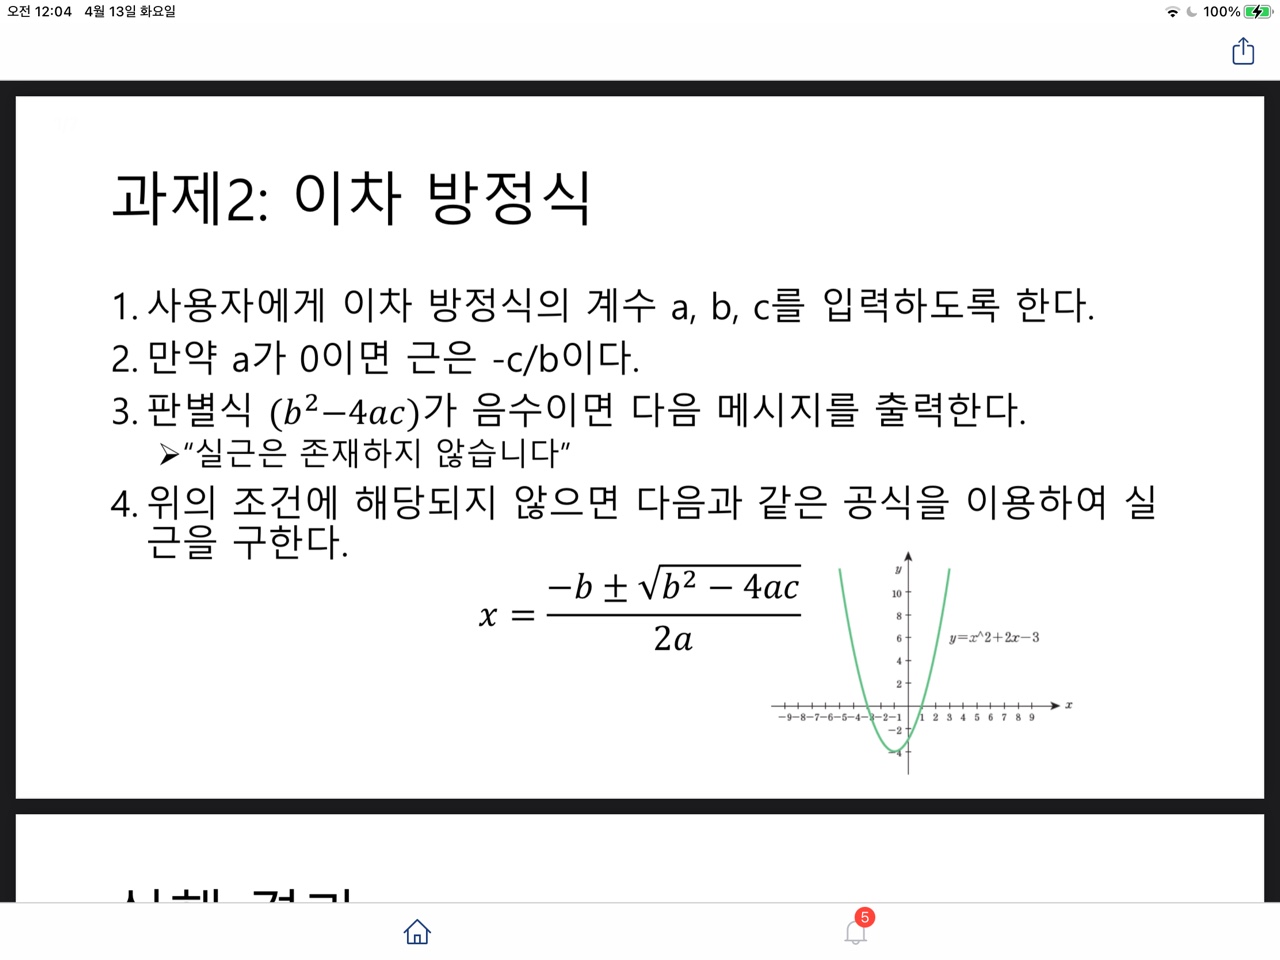 오전 12:04 4월 13일 화요일
100%
과제2: 이차 방정식
1. 사용자에게 이차 방정식의 계수 a, b, c를 입력하도록 한다.
2. 만약 a가 0이면 근은 -c/b이다.
3. 판별식 (b²−4ac)가 음수이면 다음 메시지를 출력한다.
➢“실근은 존재하지 않습니다”
4. 위의 조건에 해당되지 않으면 다음과 같은 공식을 이용하여 실
근을 구한다.
x = (−b ± √(b² − 4ac)) / 2a
y
10
8
6
y=x^2+2x−3
4
2
x
−9−8−7−6−5−4−3−2−1 1 2 3 4 5 6 7 8 9
−2
−4
5